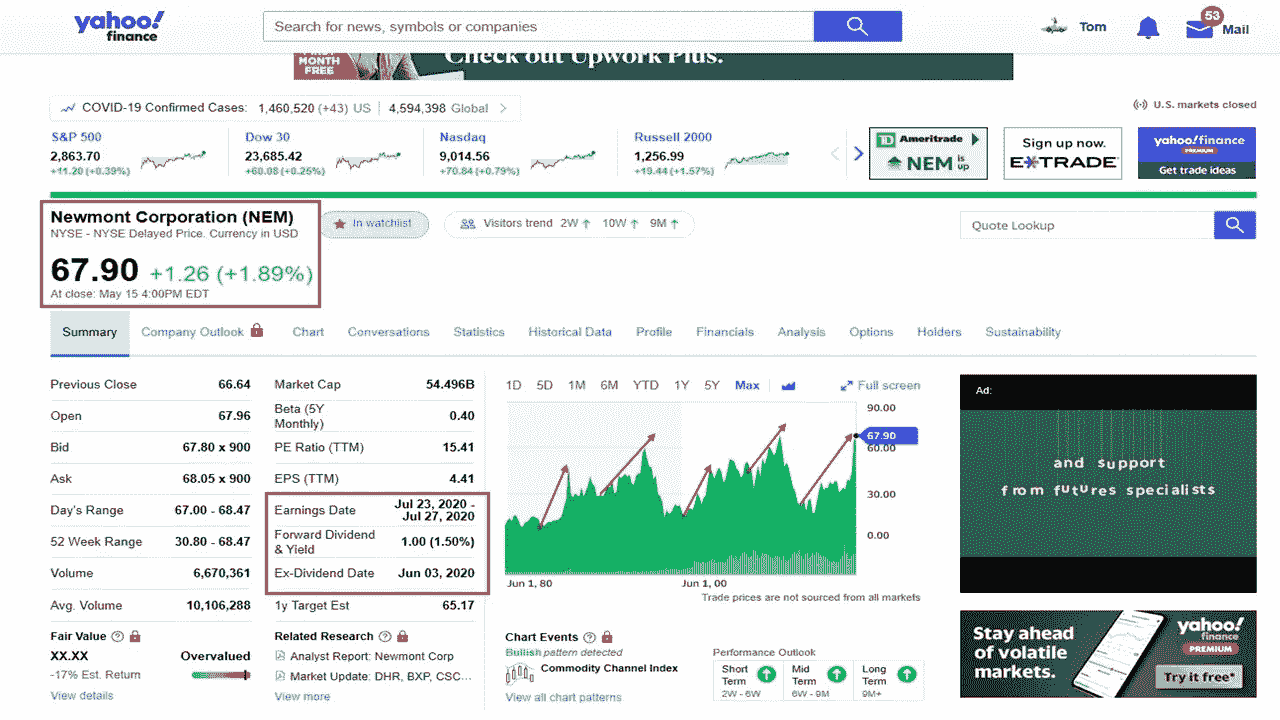 yahoo!
finance
Search for news, symbols or companies
Tom
53
Mail
MONTH
FREE
Check out Upwork Plus.
COVID-19 Confirmed Cases: 1,460,520 (+43) US | 4,594,398 Global
U.S. markets closed
S&P 500
2,863.70
+11.20 (+0.39%)
Dow 30
23,685.42
+60.08 (+0.25%)
Nasdaq
9,014.56
+70.84 (+0.79%)
Russell 2000
1,256.99
+19.44 (+1.57%)
TD Ameritrade
NEM is up
Sign up now.
E*TRADE
yahoo!finance
PREMIUM
Get trade ideas
Newmont Corporation (NEM)
NYSE - NYSE Delayed Price. Currency in USD
In watchlist
Visitors trend 2W ↑ 10W ↑ 9M ↑
Quote Lookup
67.90 +1.26 (+1.89%)
At close: May 15 4:00PM EDT
Summary Company Outlook Chart Conversations Statistics Historical Data Profile Financials Analysis Options Holders Sustainability
Previous Close 66.64
Open 67.96
Bid 67.80 x 900
Ask 68.05 x 900
Day's Range 67.00 - 68.47
52 Week Range 30.80 - 68.47
Volume 6,670,361
Avg. Volume 10,106,288
Market Cap 54.496B
Beta (5Y
Monthly) 0.40
PE Ratio (TTM) 15.41
EPS (TTM) 4.41
Earnings Date Jul 23, 2020 -
Jul 27, 2020
Forward Dividend
& Yield 1.00 (1.50%)
Ex-Dividend Date Jun 03, 2020
1y Target Est 65.17
1D 5D 1M 6M YTD 1Y 5Y Max
Full screen
90.00
67.90
60.00
30.00
0.00
Jun 1, 80
Jun 1, 00
Trade prices are not sourced from all markets
Ad:
and support
from futures specialists
Fair Value
XX.XX Overvalued
-17% Est. Return
View details
Related Research
Analyst Report: Newmont Corp
Market Update: DHR, BXP, CSC...
View more
Chart Events
Bullish pattern detected
Commodity Channel Index
View all chart patterns
Performance Outlook
Short
Term
2W - 6W
Mid
Term
6W - 9M
Long
Term
9M+
Stay ahead
of volatile
markets.
yahoo!
finance
PREMIUM
Try it free*